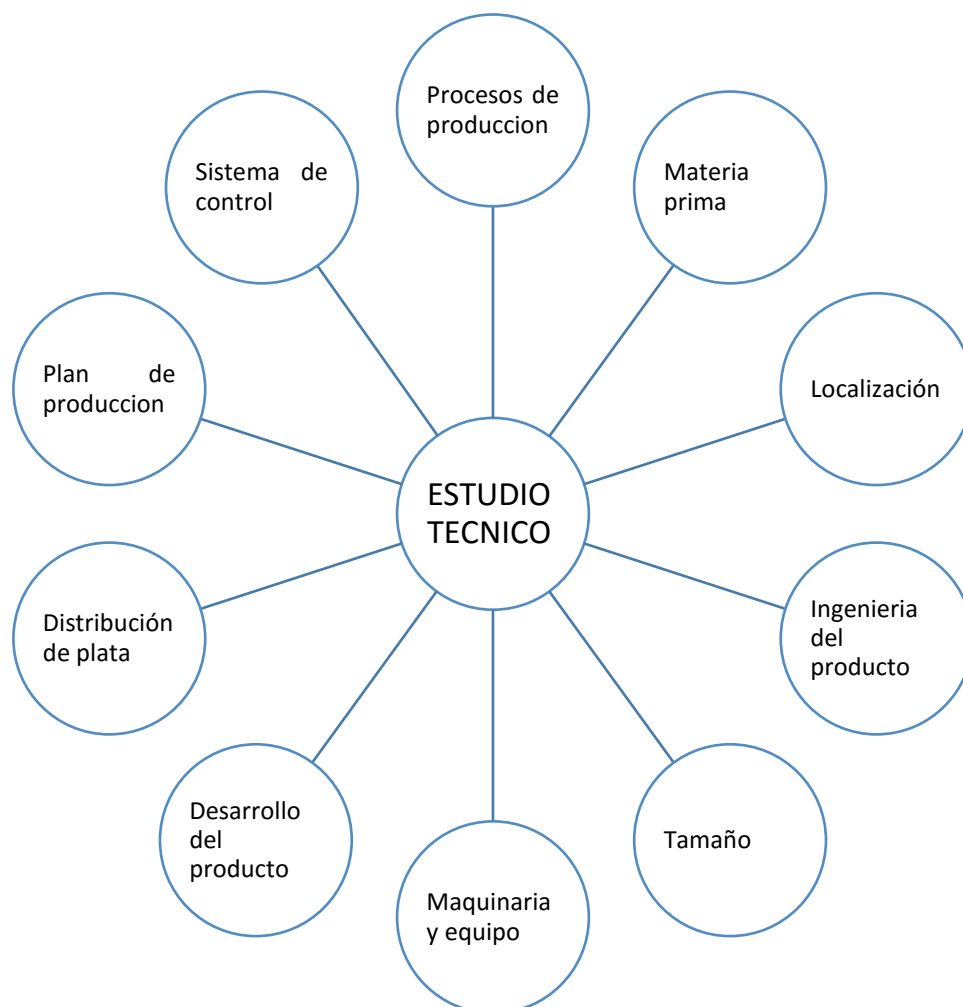 Procesos de
produccion
Materia
prima
Localización
Ingenieria
del
producto
Tamaño
Maquinaria
y equipo
Desarrollo
del
producto
Distribución
de plata
Plan de
produccion
Sistema de
control
ESTUDIO
TECNICO